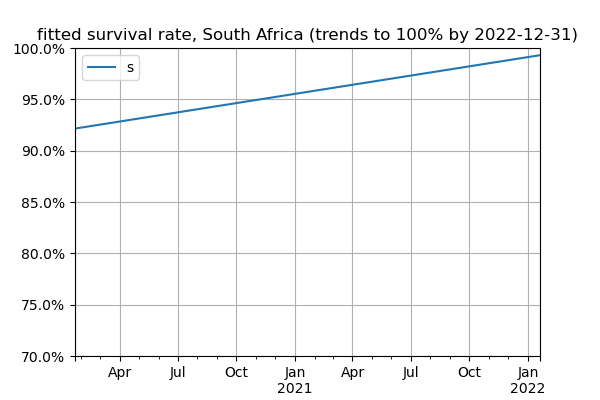 fitted survival rate, South Africa (trends to 100% by 2022-12-31)
100.0%
s
95.0%
90.0%
85.0%
80.0%
75.0%
70.0%
Apr Jul Oct Jan Apr Jul Oct Jan
2021 2022